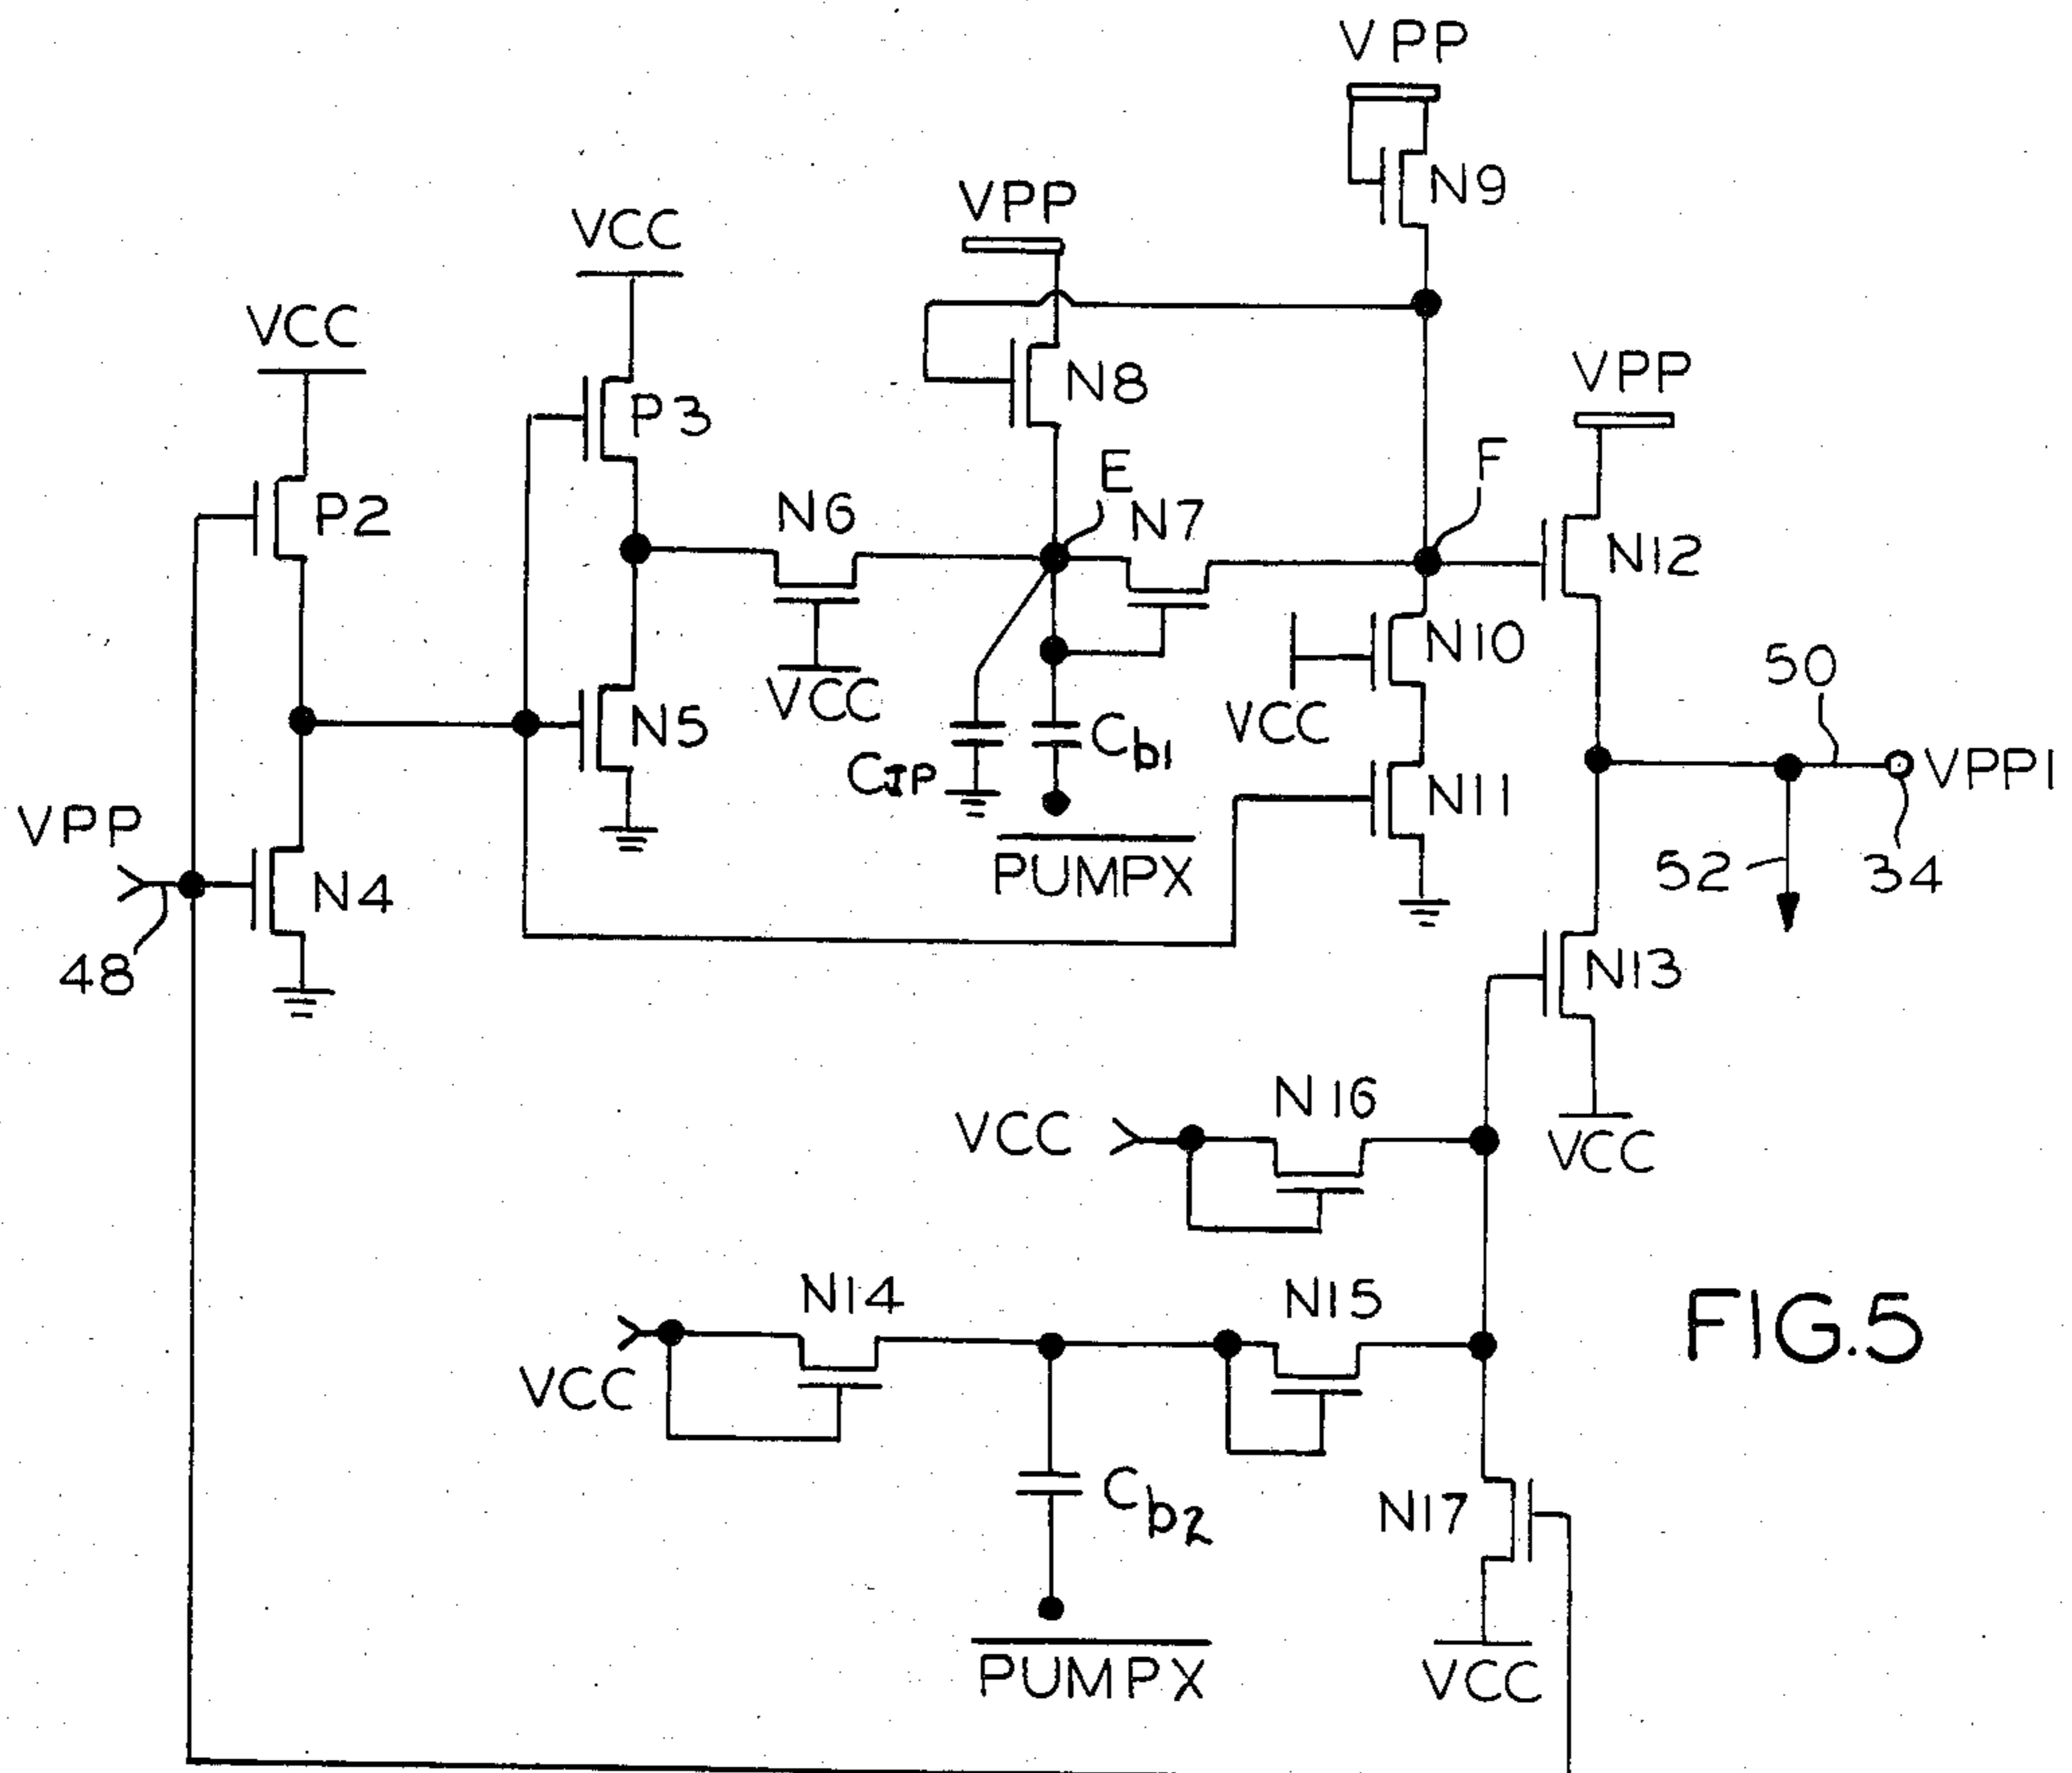 VPP
N9
VPP
VCC
VCC
N8
VPP
P3
P2
E
F
N6
N7
N12
N10
50
VCC
N5
VCC
Cb1
CJP
VPP1
VPP
N11
PUMPX
52
34
N4
48
N13
N16
VCC
VCC
N14
N15
FIG.5
VCC
Cb2
N17
PUMPX
VCC